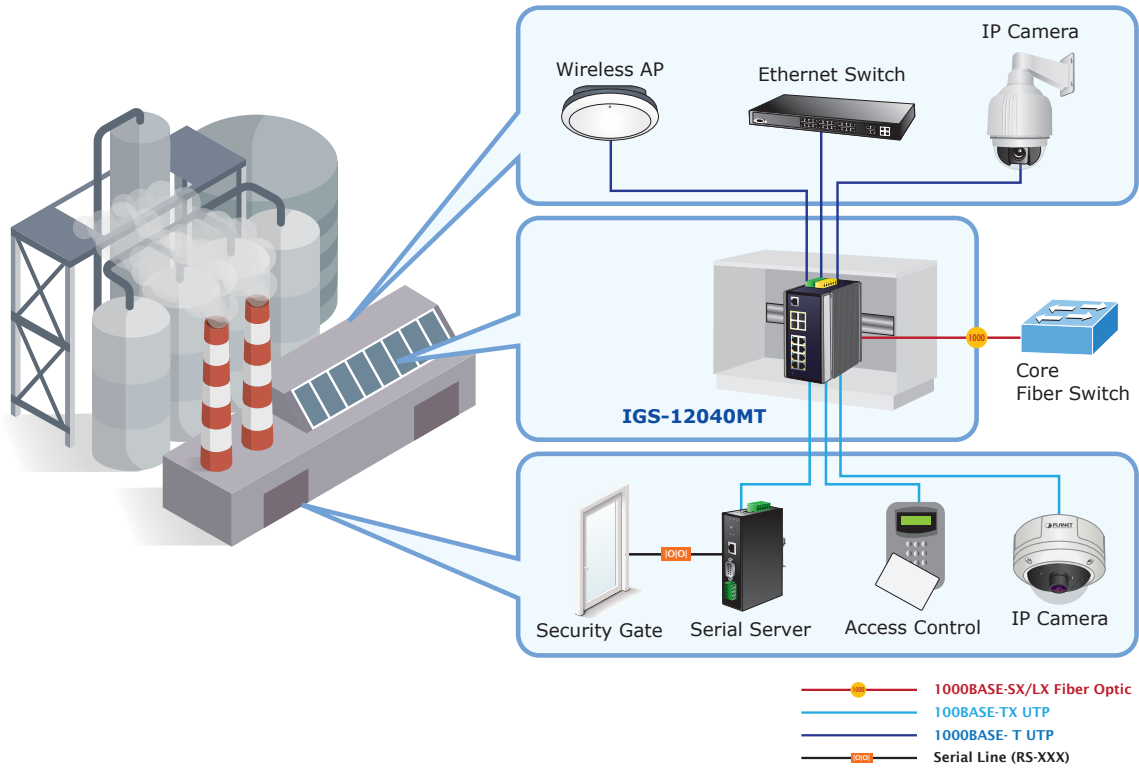 IP Camera
Wireless AP
Ethernet Switch
1000
Core
Fiber Switch
IGS-12040MT
PLANET
|O|O|
Security Gate
Serial Server
Access Control
IP Camera
1000
1000BASE-SX/LX Fiber Optic
100BASE-TX UTP
1000BASE- T UTP
|O|O|
Serial Line (RS-XXX)